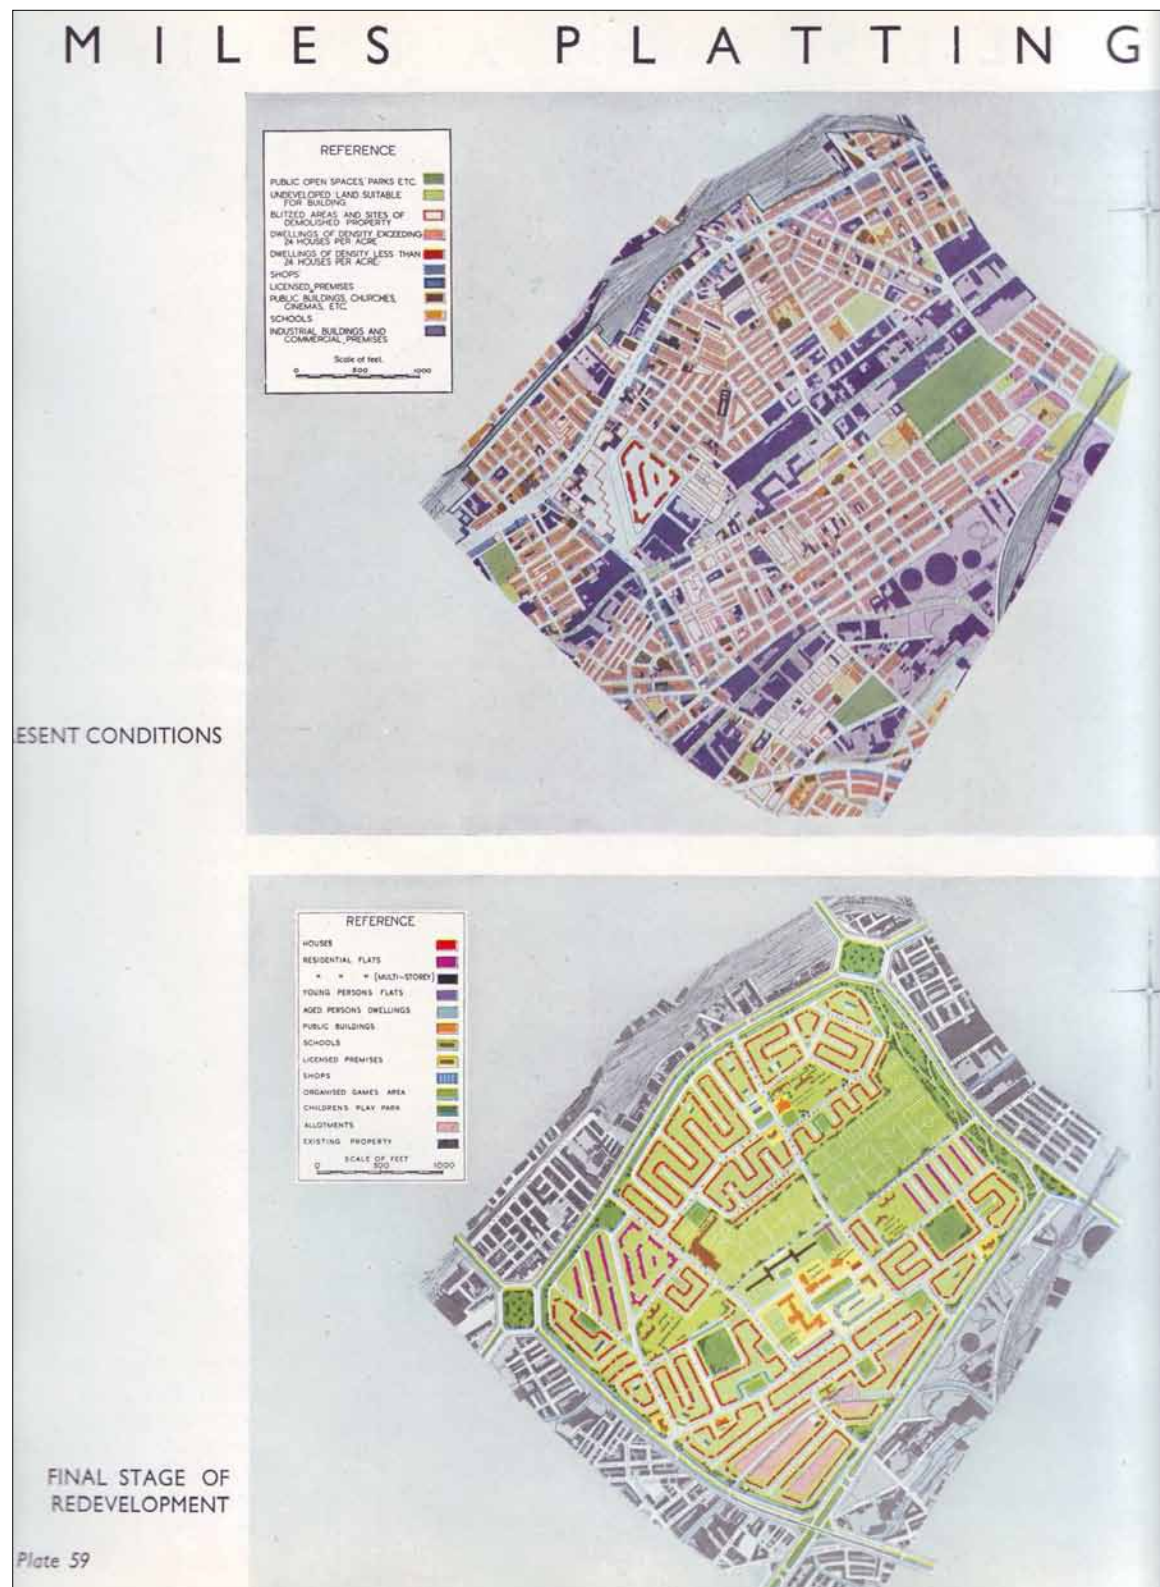 MILES PLATTING
REFERENCE
PUBLIC OPEN SPACES, PARKS ETC.
UNDEVELOPED LAND SUITABLE
FOR BUILDING
BLITZED AREAS AND SITES OF
DEMOLISHED PROPERTY
DWELLINGS OF DENSITY EXCEEDING
24 HOUSES PER ACRE
DWELLINGS OF DENSITY LESS THAN
24 HOUSES PER ACRE.
SHOPS
LICENSED PREMISES
PUBLIC BUILDINGS, CHURCHES,
CINEMAS, ETC.
SCHOOLS
INDUSTRIAL BUILDINGS AND
COMMERCIAL PREMISES
Scale of feet.
0 500 1000
ESENT CONDITIONS
REFERENCE
HOUSES
RESIDENTIAL FLATS
" " " (MULTI-STOREY)
YOUNG PERSONS FLATS
AGED PERSONS DWELLINGS
PUBLIC BUILDINGS
SCHOOLS
LICENSED PREMISES
SHOPS
ORGANISED GAMES AREA
CHILDRENS PLAY PARK
ALLOTMENTS
EXISTING PROPERTY
SCALE OF FEET
0 500 1000
FINAL STAGE OF
REDEVELOPMENT
Plate 59